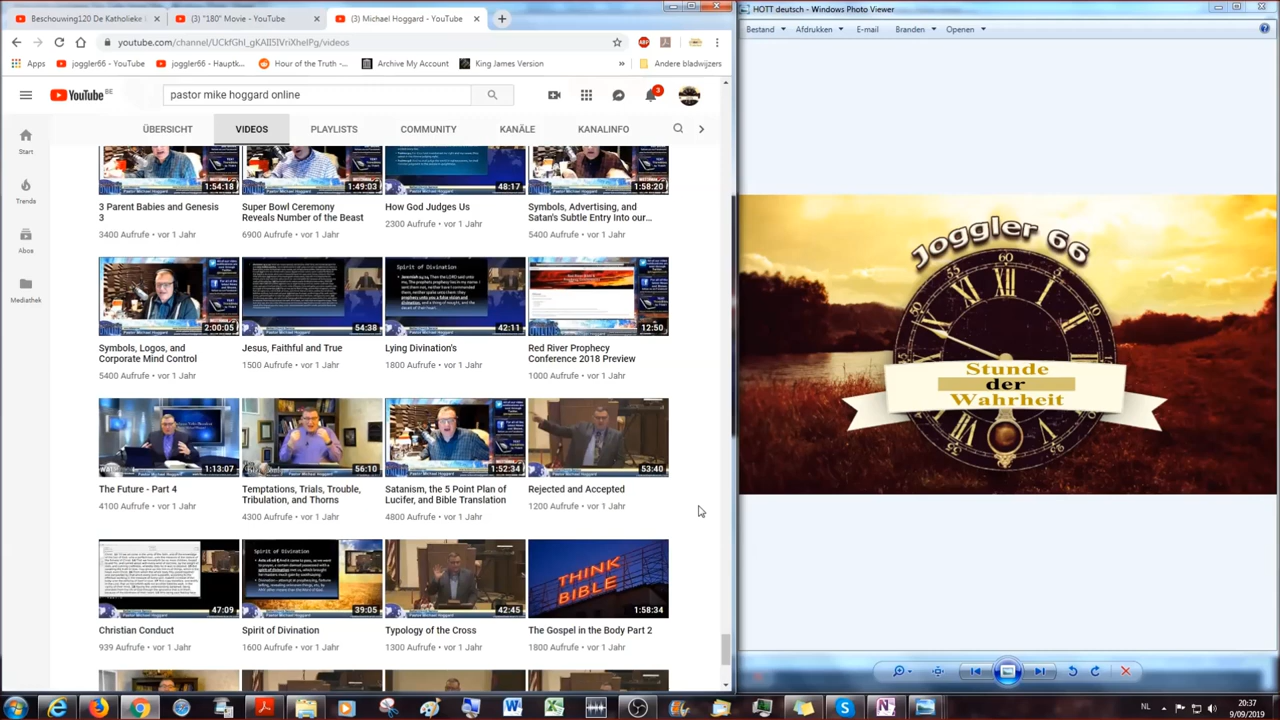 Beschouwing120 De Katholieke
(3) "180" Movie - YouTube
(3) Michael Hoggard - YouTube
HOTT deutsch - Windows Photo Viewer
youtube.com/channel/UCkfGhI_gKAII5IVriXhelPg/videos
Bestand
Afdrukken
E-mail
Branden
Openen
Apps
joggler66 - YouTube
joggler66 - Hauptk...
Hour of the Truth -...
Archive My Account
King James Version
»
Andere bladwijzers
YouTube BE
pastor mike hoggard online
3
ÜBERSICHT
VIDEOS
PLAYLISTS
COMMUNITY
KANÄLE
KANALINFO
Start
Trends
Abos
Mediathek
1:54:18
1:49:03
48:17
1:58:20
3 Parent Babies and Genesis
3
3400 Aufrufe • vor 1 Jahr
Super Bowl Ceremony
Reveals Number of the Beast
6900 Aufrufe • vor 1 Jahr
How God Judges Us
2300 Aufrufe • vor 1 Jahr
Symbols, Advertising, and
Satan's Subtle Entry Into our...
5400 Aufrufe • vor 1 Jahr
2:00:05
54:38
Spirit of Divination
42:11
12:50
Symbols, Logos, and
Corporate Mind Control
5400 Aufrufe • vor 1 Jahr
Jesus, Faithful and True
1500 Aufrufe • vor 1 Jahr
Lying Divination's
1800 Aufrufe • vor 1 Jahr
Red River Prophecy
Conference 2018 Preview
1000 Aufrufe • vor 1 Jahr
1:13:07
56:10
1:52:34
53:40
The Future - Part 4
4100 Aufrufe • vor 1 Jahr
Temptations, Trials, Trouble,
Tribulation, and Thorns
4300 Aufrufe • vor 1 Jahr
Satanism, the 5 Point Plan of
Lucifer, and Bible Translation
4800 Aufrufe • vor 1 Jahr
Rejected and Accepted
1200 Aufrufe • vor 1 Jahr
47:09
Spirit of Divination
39:05
42:45
BIBLE
1:58:34
Christian Conduct
939 Aufrufe • vor 1 Jahr
Spirit of Divination
1600 Aufrufe • vor 1 Jahr
Typology of the Cross
1300 Aufrufe • vor 1 Jahr
The Gospel in the Body Part 2
1800 Aufrufe • vor 1 Jahr
Joggler 66
60
XII
Stunde
der
Wahrheit
NL
20:37
9/09/2019